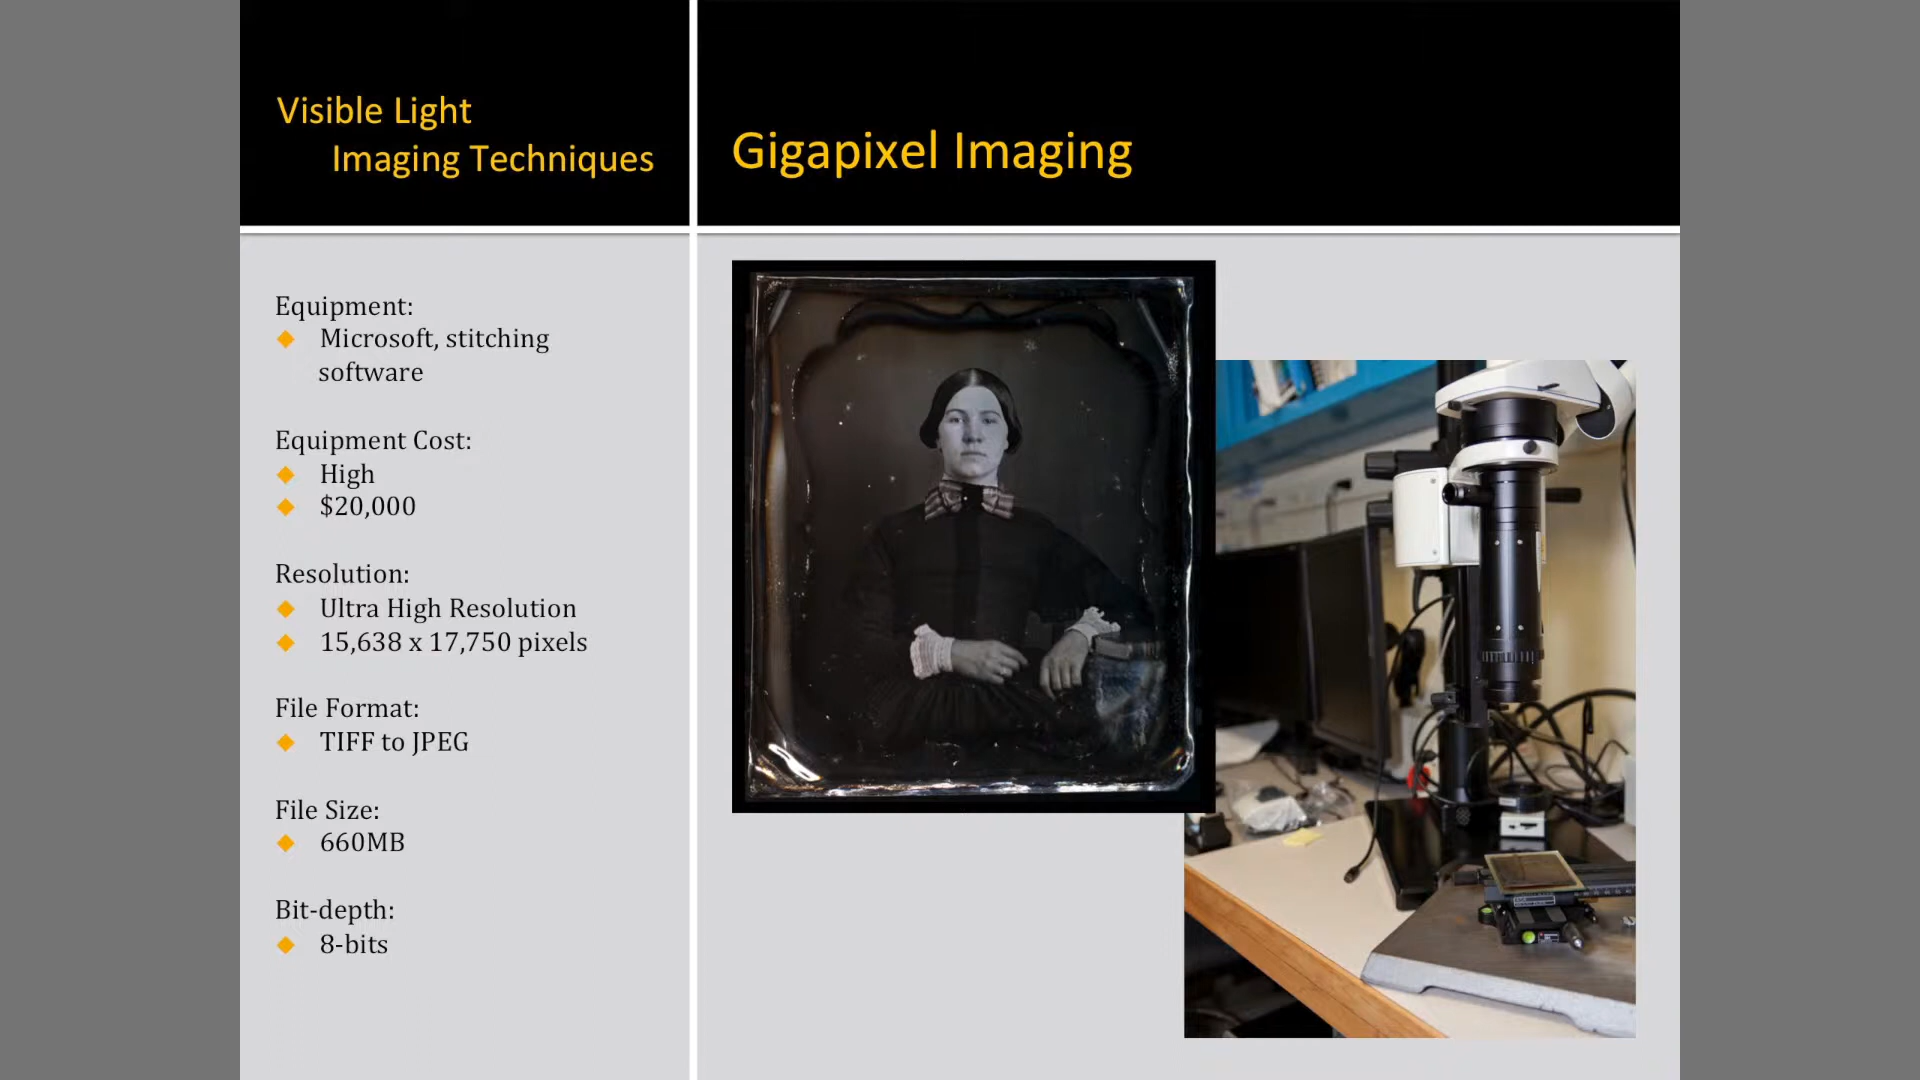 Visible Light
Imaging Techniques
Gigapixel Imaging
Equipment:
Microsoft, stitching
software
Equipment Cost:
High
$20,000
Resolution:
Ultra High Resolution
15,638 x 17,750 pixels
File Format:
TIFF to JPEG
File Size:
660MB
Bit-depth:
8-bits